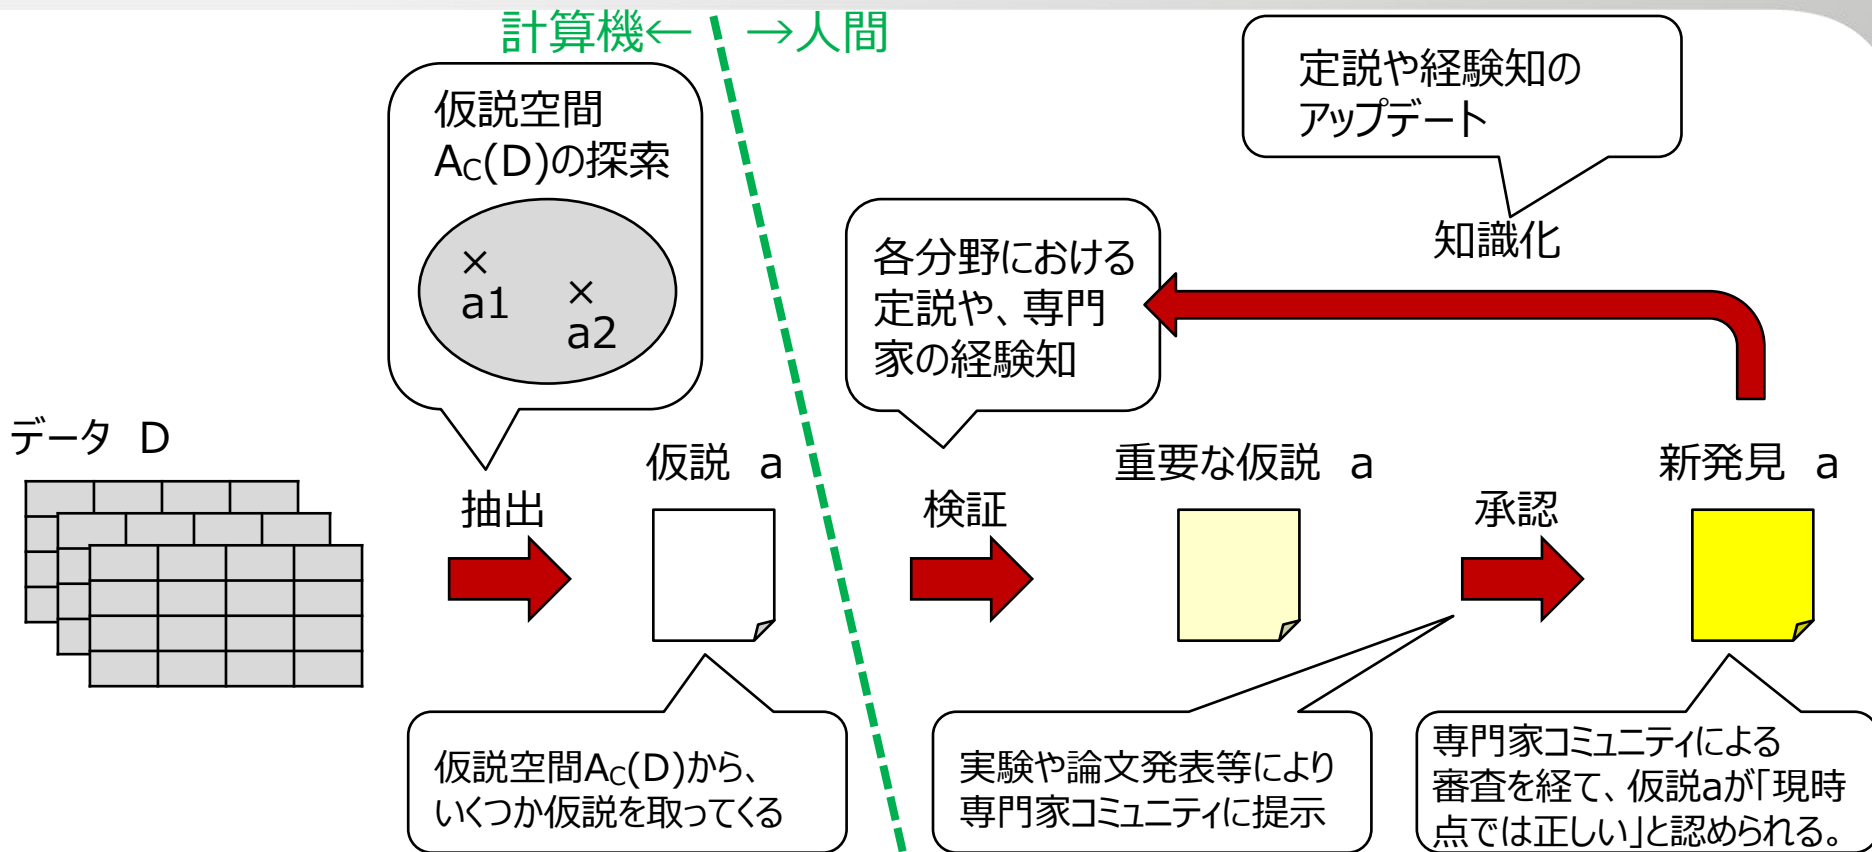 計算機← →人間
仮説空間
AC(D)の探索
×
a1
×
a2
定説や経験知の
アップデート
知識化
各分野における
定説や、専門
家の経験知
データ D
抽出
仮説 a
検証
重要な仮説 a
承認
新発見 a
仮説空間AC(D)から、
いくつか仮説を取ってくる
実験や論文発表等により
専門家コミュニティに提示
専門家コミュニティによる
審査を経て、仮説aが「現時
点では正しい」と認められる。